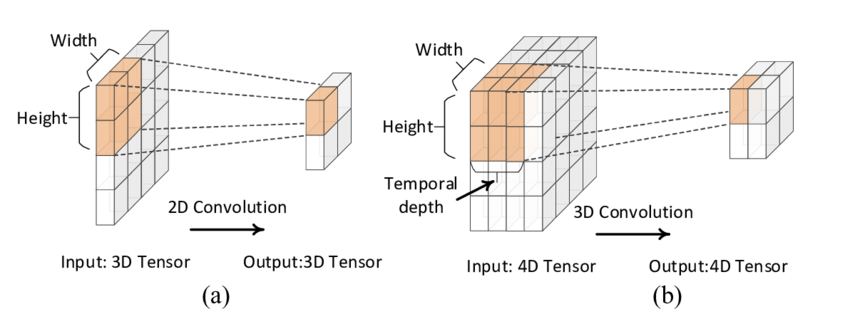 Width
Height
2D Convolution
Input: 3D Tensor
Output:3D Tensor
(a)
Width
Height
Temporal
depth
3D Convolution
Input: 4D Tensor
Output:4D Tensor
(b)